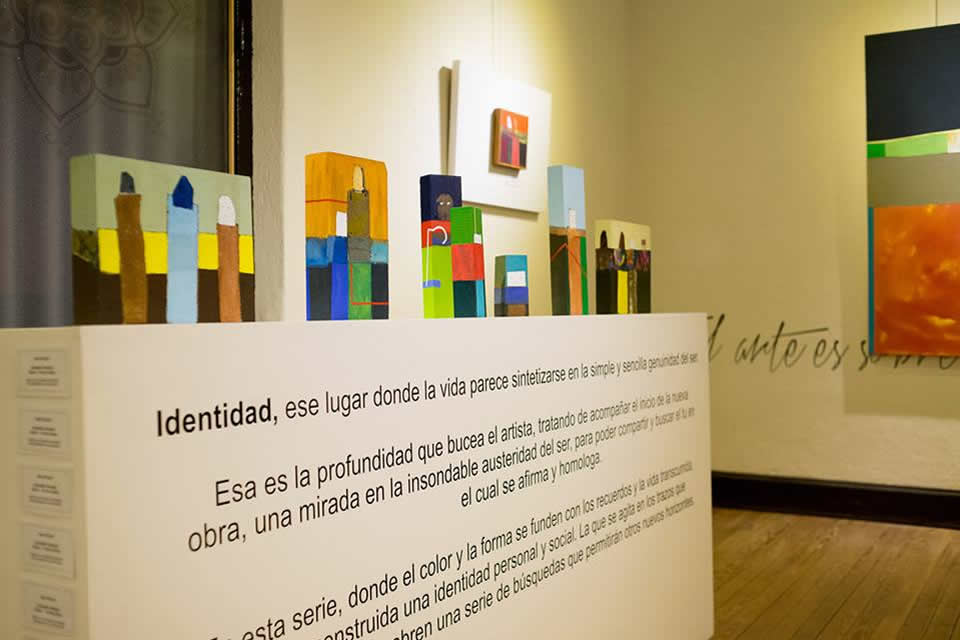 Identidad, ese lugar donde la vida parece sintetizarse en la simple y sencilla genuinidad del ser.
Esa es la profundidad que bucea el artista, tratando de acompañar el inicio de la nueva
obra, una mirada en la insondable austeridad del ser, para poder compartir y buscar el tu en
el cual se afirma y homologa.
esta serie, donde el color y la forma se funden con los recuerdos y la vida transcurrida.
construida una identidad personal y social. La que se agita en los trazos que
abren una serie de búsquedas que permitirán otros nuevos horizontes.
arte es